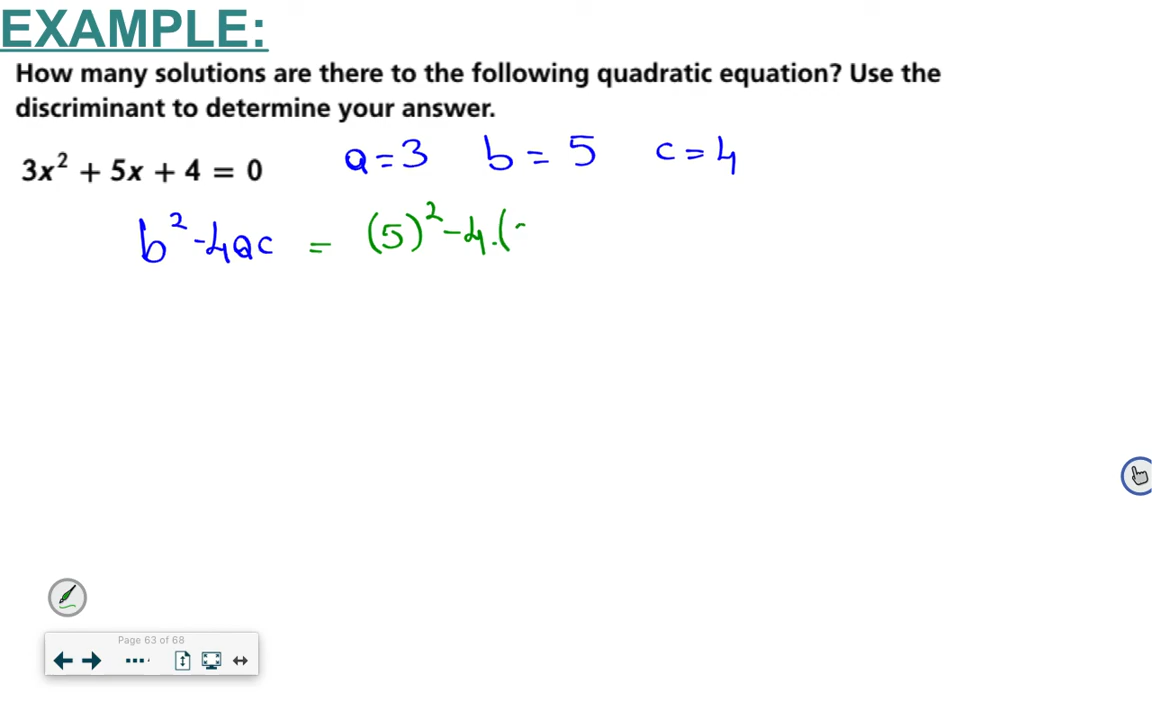 EXAMPLE:
How many solutions are there to the following quadratic equation? Use the
discriminant to determine your answer.
3x² + 5x + 4 = 0 a = 3 b = 5 c = 4
b² - 4ac = (5)² - 4.(
Page 63 of 68